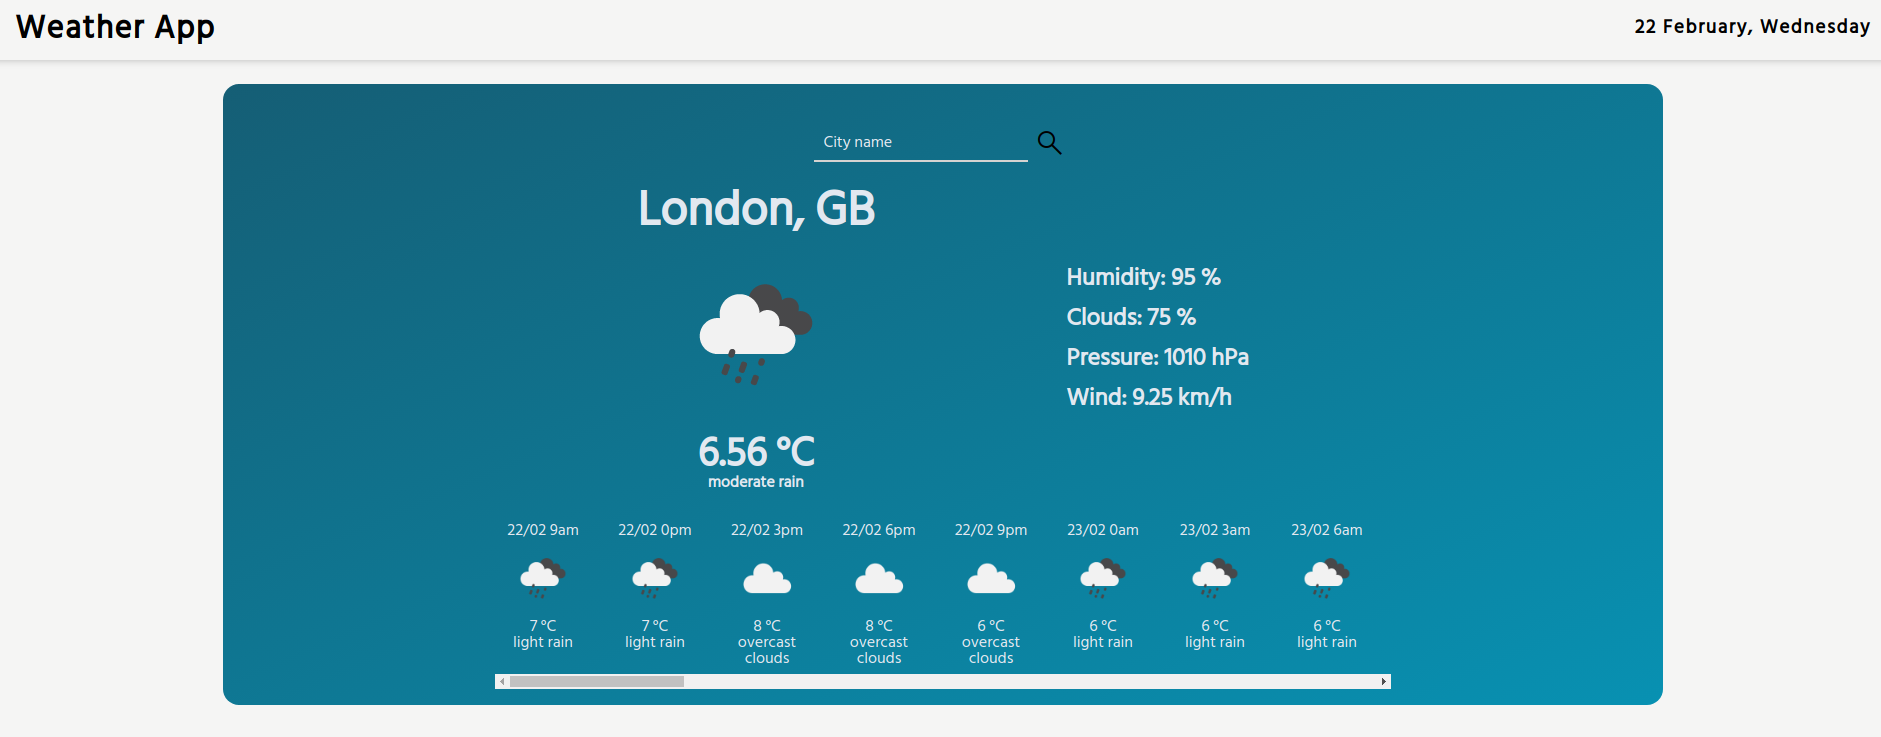 Weather App
22 February, Wednesday
City name
London, GB
Humidity: 95 %
Clouds: 75 %
Pressure: 1010 hPa
Wind: 9.25 km/h
6.56 °C
moderate rain
22/02 9am 22/02 0pm 22/02 3pm 22/02 6pm 22/02 9pm 23/02 0am 23/02 3am 23/02 6am
7 °C 7 °C 8 °C 8 °C 6 °C 6 °C 6 °C 6 °C
light rain light rain overcast overcast overcast light rain light rain light rain
clouds clouds clouds